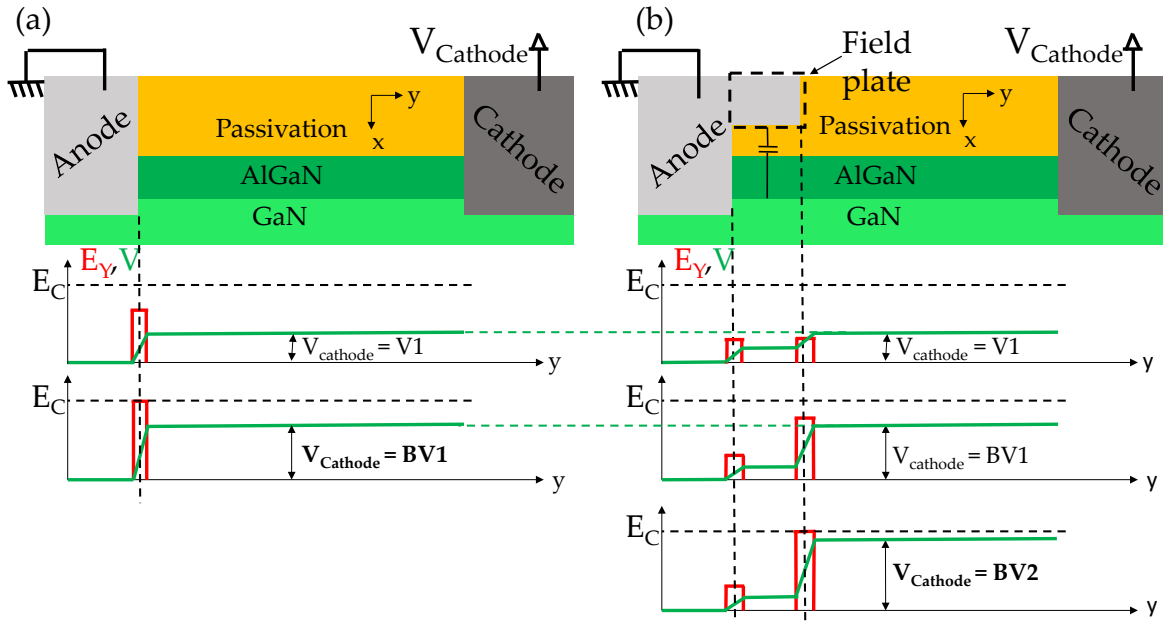 (a)
V_Cathode
Anode
Passivation
y
x
Cathode
AlGaN
GaN
E_Y, V
E_C
V_cathode = V1
y
E_C
V_Cathode = BV1
y
(b)
Field
plate
V_Cathode
Anode
Passivation
y
x
Cathode
AlGaN
GaN
E_Y, V
E_C
V_cathode = V1
y
E_C
V_cathode = BV1
y
E_C
V_Cathode = BV2
y